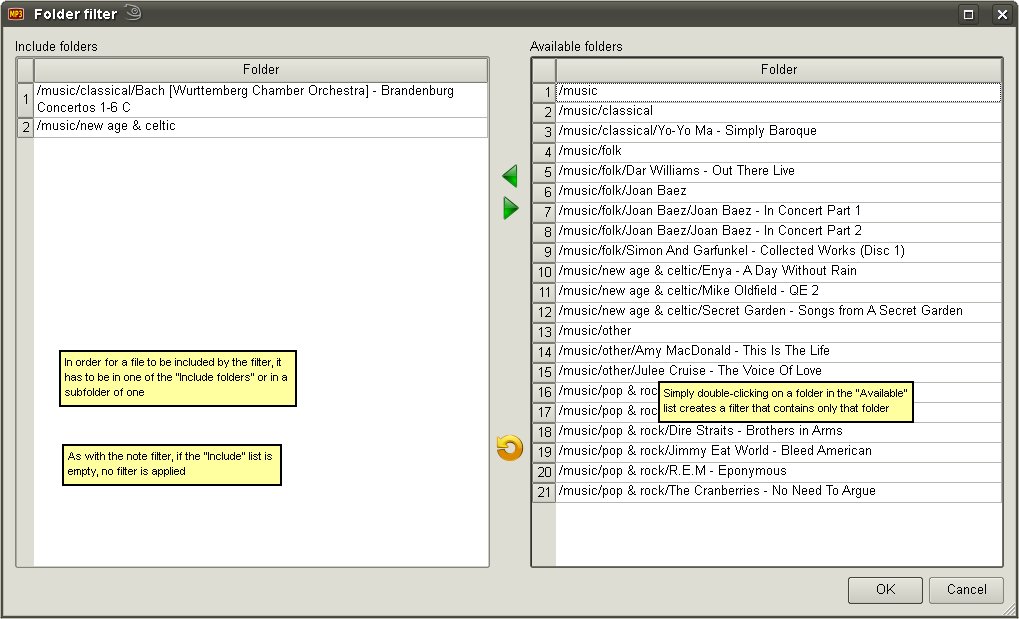 MP3 Folder filter
Include folders
Folder
1 /music/classical/Bach [Wurttemberg Chamber Orchestra] - Brandenburg
Concertos 1-6 C
2 /music/new age & celtic
In order for a file to be included by the filter, it
has to be in one of the "Include folders" or in a
subfolder of one
As with the note filter, if the "Include" list is
empty, no filter is applied
Available folders
Folder
1 /music
2 /music/classical
3 /music/classical/Yo-Yo Ma - Simply Baroque
4 /music/folk
5 /music/folk/Dar Williams - Out There Live
6 /music/folk/Joan Baez
7 /music/folk/Joan Baez/Joan Baez - In Concert Part 1
8 /music/folk/Joan Baez/Joan Baez - In Concert Part 2
9 /music/folk/Simon And Garfunkel - Collected Works (Disc 1)
10 /music/new age & celtic/Enya - A Day Without Rain
11 /music/new age & celtic/Mike Oldfield - QE 2
12 /music/new age & celtic/Secret Garden - Songs from A Secret Garden
13 /music/other
14 /music/other/Amy MacDonald - This Is The Life
15 /music/other/Julee Cruise - The Voice Of Love
16 /music/pop & roc
17 /music/pop & roc
Simply double-clicking on a folder in the "Available"
list creates a filter that contains only that folder
18 /music/pop & rock/Dire Straits - Brothers in Arms
19 /music/pop & rock/Jimmy Eat World - Bleed American
20 /music/pop & rock/R.E.M - Eponymous
21 /music/pop & rock/The Cranberries - No Need To Argue
OK
Cancel